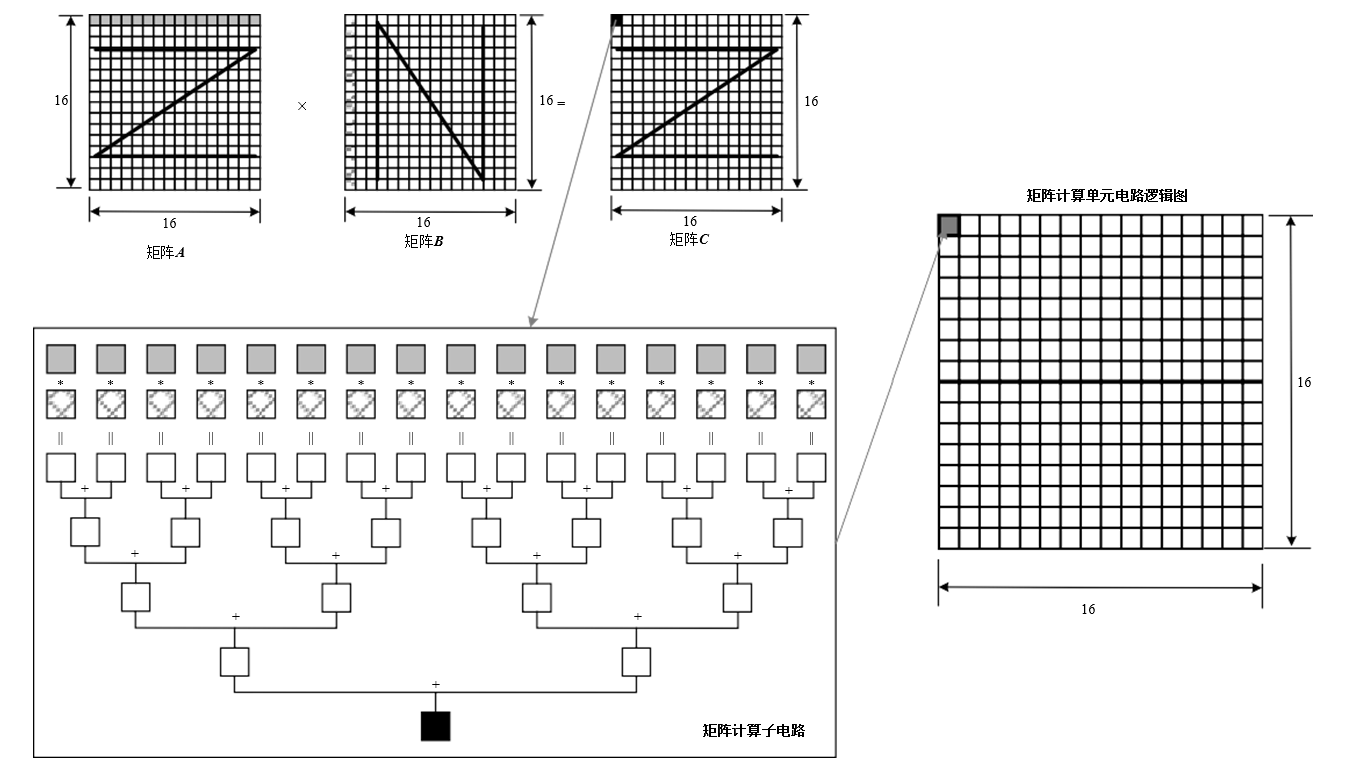 16
×
16 =
16
16
16
16
矩阵A
矩阵B
矩阵C
矩阵计算单元电路逻辑图
16
16
* * * * * * * * * * * * * * * *
|| || || || || || || || || || || || || || || ||
+ + + + + + + +
+ + + +
+ +
+
矩阵计算子电路